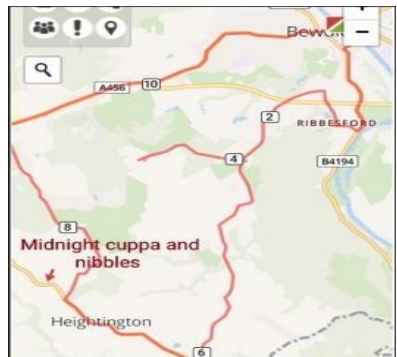 Bewd
A456
10
2
RIBBESFORD
4
B4194
8
Midnight cuppa and
nibbles
Heightington
6